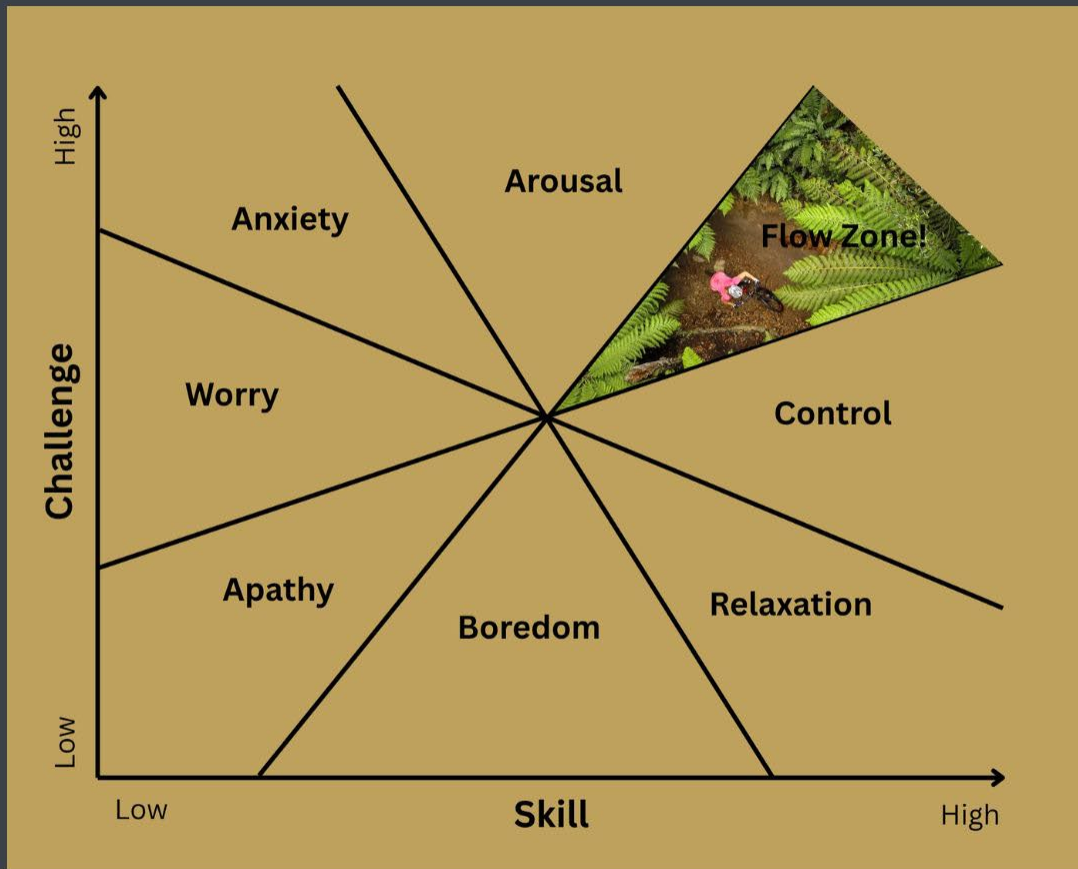 High
Arousal
Anxiety
Flow Zone!
Challenge
Worry
Control
Apathy
Relaxation
Boredom
Low
Low
Skill
High